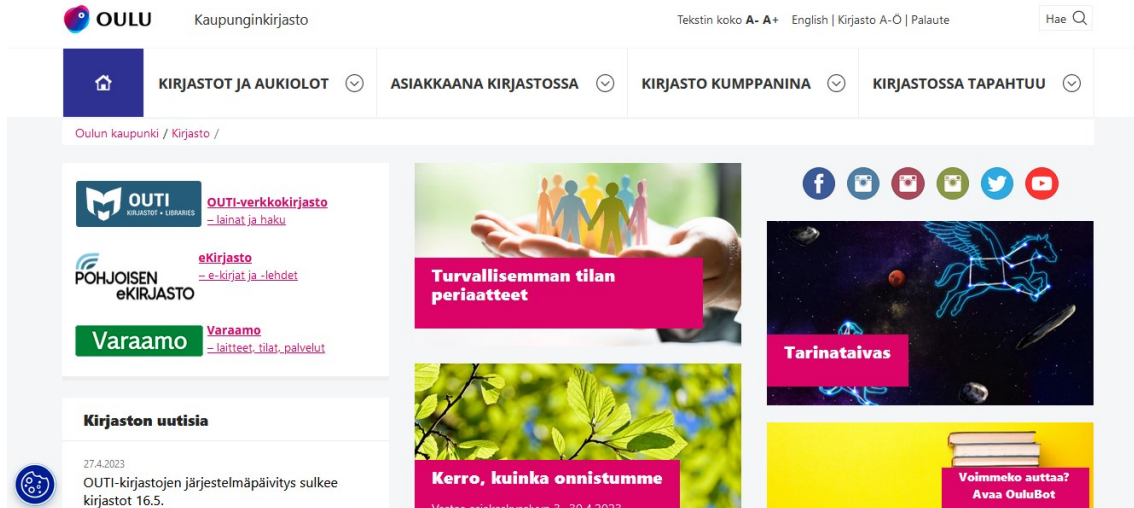 OULU
Kaupunginkirjasto
Tekstin koko A- A+ English | Kirjasto A-Ö | Palaute
Hae
KIRJASTOT JA AUKIOLOT
ASIAKKAANA KIRJASTOSSA
KIRJASTO KUMPPANINA
KIRJASTOSSA TAPAHTUU
Oulun kaupunki / Kirjasto /
OUTI
KIRJASTOT • LIBRARIES
OUTI-verkkokirjasto
– lainat ja haku
POHJOISEN
eKIRJASTO
eKirjasto
– e-kirjat ja -lehdet
Varaamo
Varaamo
– laitteet, tilat, palvelut
Kirjaston uutisia
27.4.2023
OUTI-kirjastojen järjestelmäpäivitys sulkee
kirjastot 16.5.
Turvallisemman tilan
periaatteet
Kerro, kuinka onnistumme
Tarinataivas
Voimmeko auttaa?
Avaa OuluBot